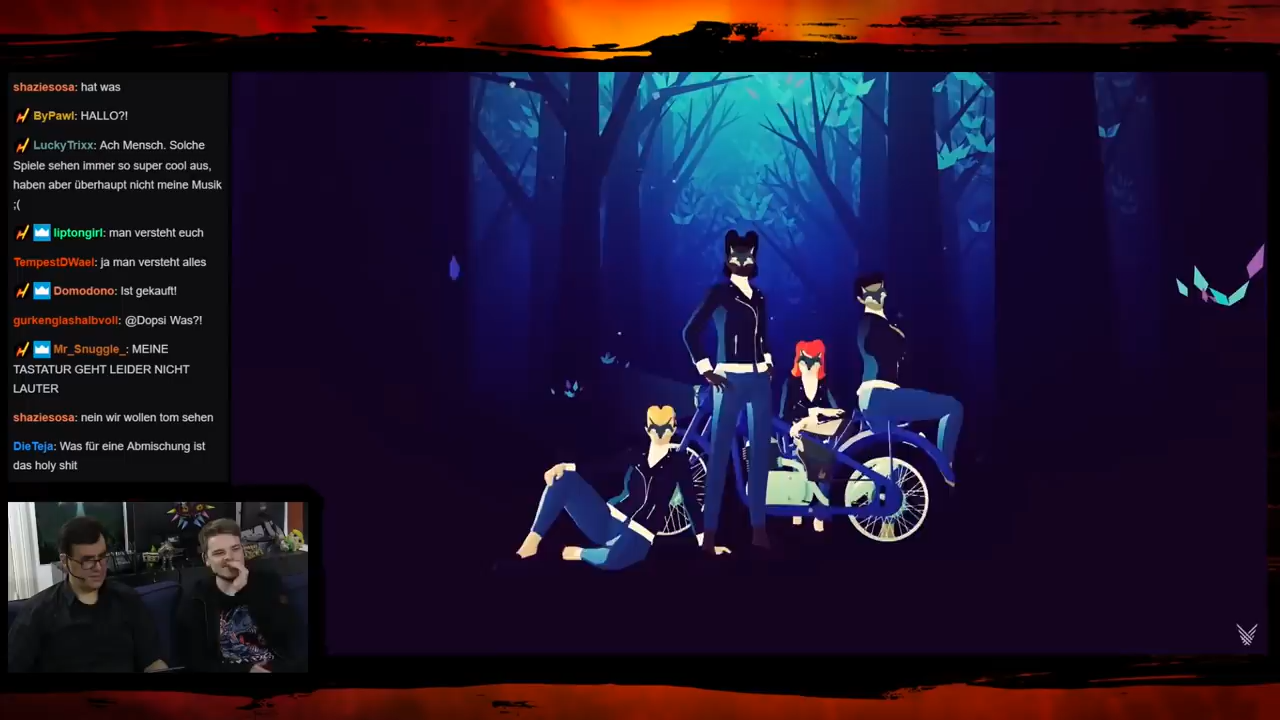 shaziesosa: hat was
ByPawl: HALLO?!
LuckyTrixx: Ach Mensch. Solche
Spiele sehen immer so super cool aus,
haben aber überhaupt nicht meine Musik
;(
liptongirl: man versteht euch
TempestDWael: ja man versteht alles
Domodono: Ist gekauft!
gurkenglashalbvoll: @Dopsi Was?!
Mr_Snuggle_: MEINE
TASTATUR GEHT LEIDER NICHT
LAUTER
shaziesosa: nein wir wollen tom sehen
DieTeja: Was für eine Abmischung ist
das holy shit